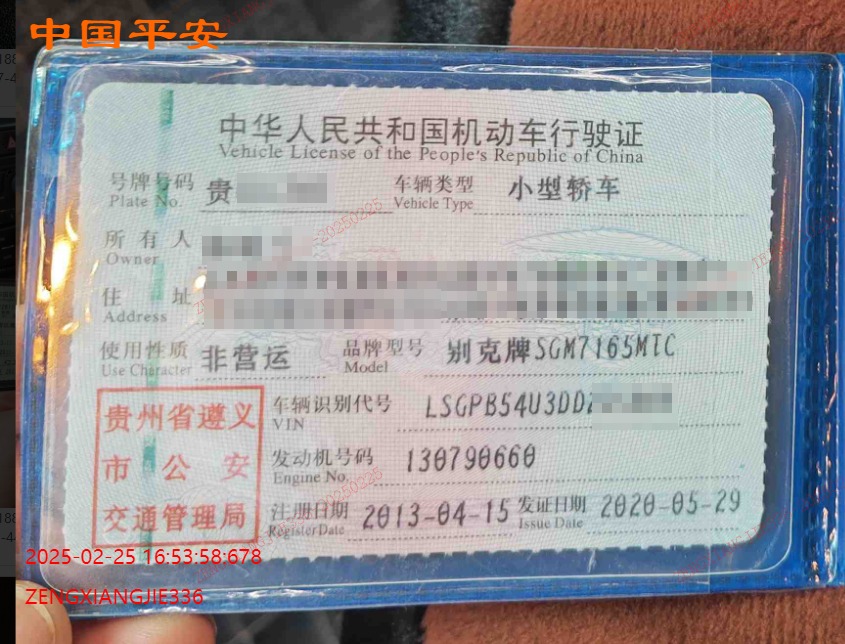 中国平安
中华人民共和国机动车行驶证
Vehicle License of the People's Republic of China
号牌号码 贵 车辆类型 小型轿车
Plate No. Vehicle Type
所有人
Owner
住址
Address
使用性质 非营运 品牌型号 别克牌SGM7165MTC
Use Character Model
贵州省遵义
市公安
交通管理局
车辆识别代号 LSGPB54U3DD
VIN
发动机号码 130790660
Engine No.
注册日期 2013-04-15 发证日期 2020-05-29
Register Date Issue Date
2025-02-25 16:53:58:678
ZENGXIANGJIE336